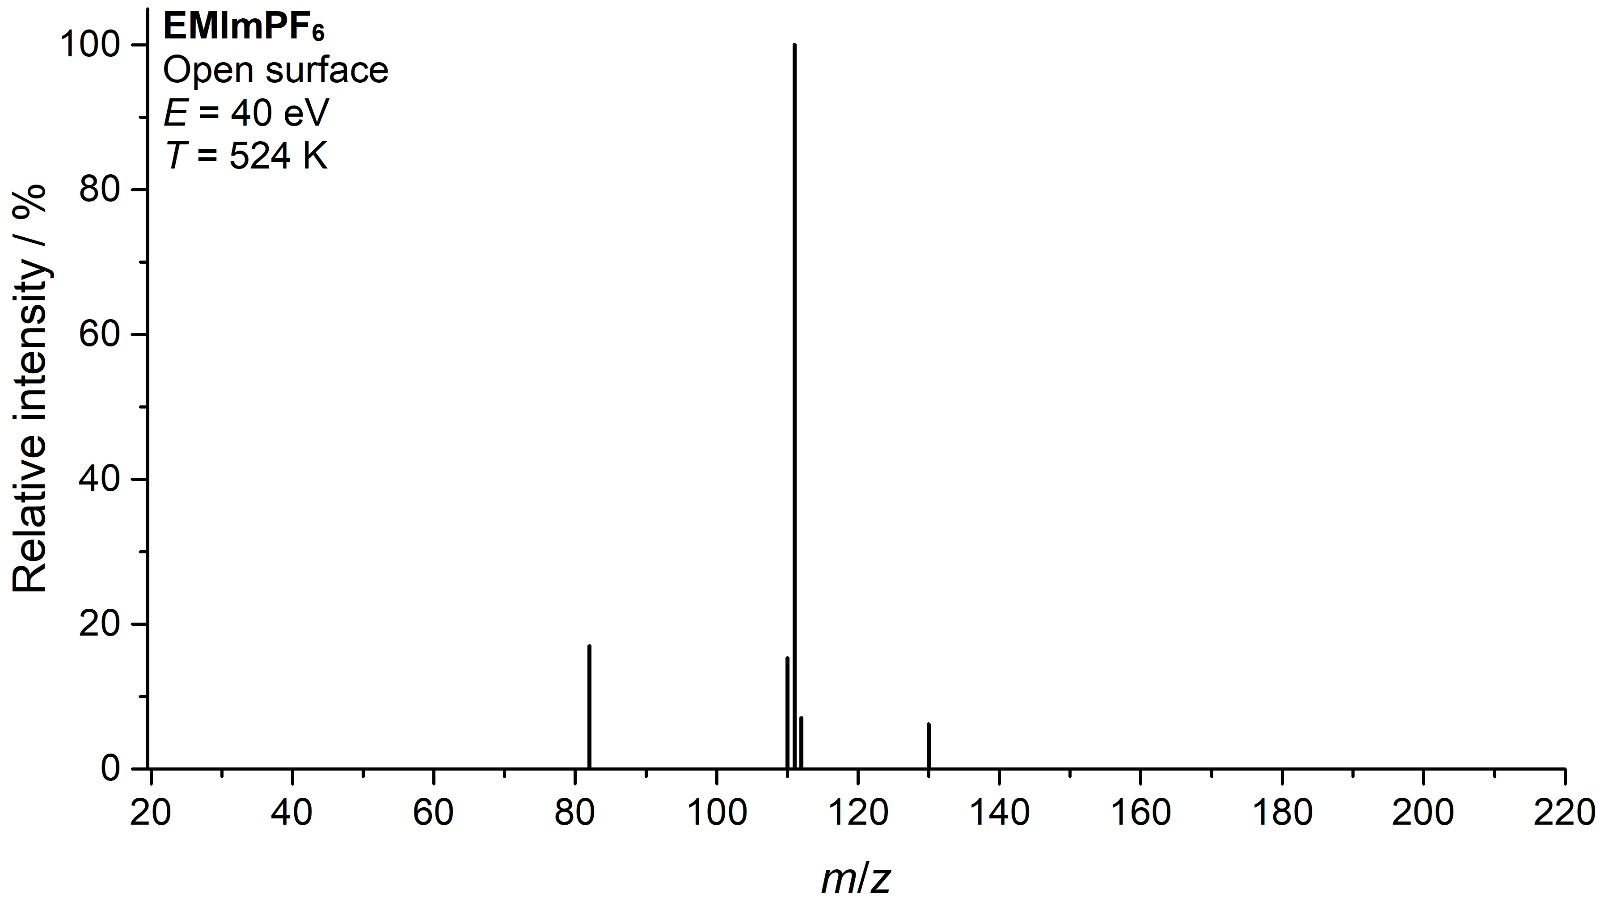 EMImPF₆
Open surface
E = 40 eV
T = 524 K
Relative intensity / %
100
80
60
40
20
0
20 40 60 80 100 120 140 160 180 200 220
m/z